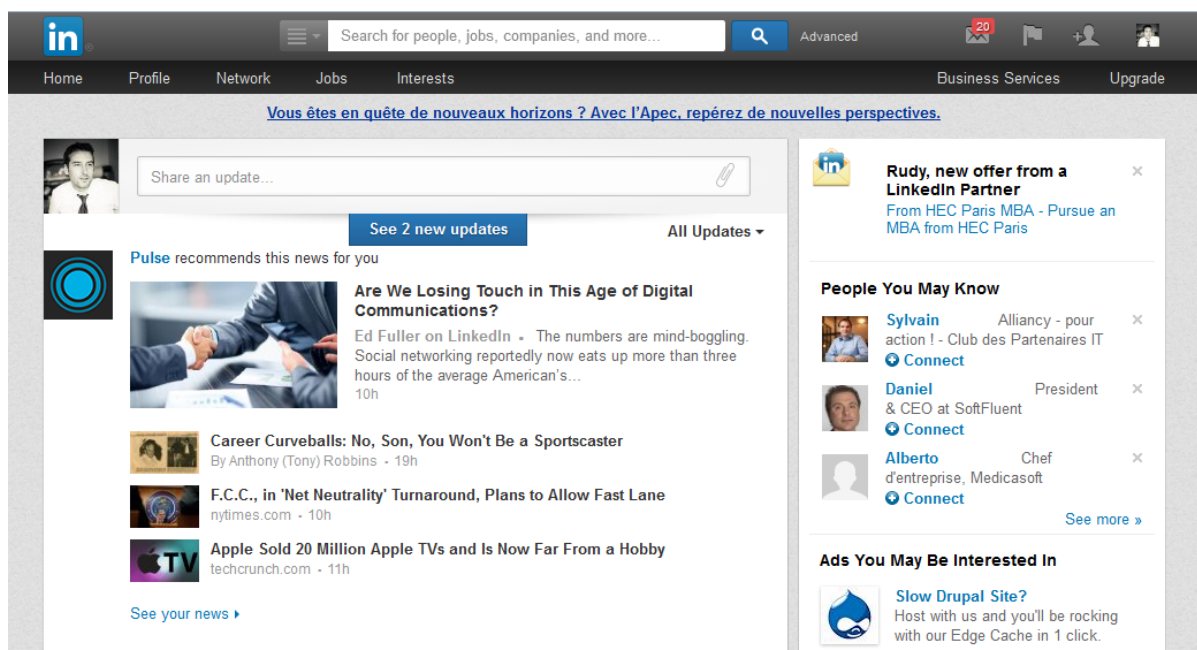 in
Search for people, jobs, companies, and more...
Advanced
20
Home Profile Network Jobs Interests Business Services Upgrade
Vous êtes en quête de nouveaux horizons ? Avec l'Apec, repérez de nouvelles perspectives.
Share an update...
See 2 new updates
All Updates
Pulse recommends this news for you
Are We Losing Touch in This Age of Digital
Communications?
Ed Fuller on LinkedIn • The numbers are mind-boggling.
Social networking reportedly now eats up more than three
hours of the average American's...
10h
Career Curveballs: No, Son, You Won't Be a Sportscaster
By Anthony (Tony) Robbins • 19h
F.C.C., in 'Net Neutrality' Turnaround, Plans to Allow Fast Lane
nytimes.com • 10h
TV
Apple Sold 20 Million Apple TVs and Is Now Far From a Hobby
techcrunch.com • 11h
See your news
in
Rudy, new offer from a
LinkedIn Partner
From HEC Paris MBA - Pursue an
MBA from HEC Paris
People You May Know
Sylvain Alliancy - pour
action ! - Club des Partenaires IT
Connect
Daniel President
& CEO at SoftFluent
Connect
Alberto Chef
d'entreprise, Medicasoft
Connect
See more »
Ads You May Be Interested In
Slow Drupal Site?
Host with us and you'll be rocking
with our Edge Cache in 1 click.